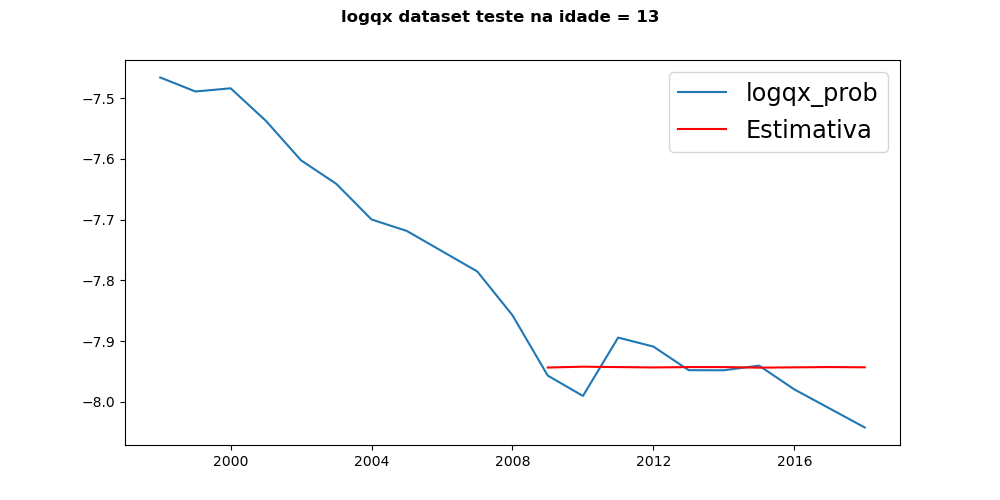 logqx dataset teste na idade = 13
logqx_prob
Estimativa
−7.5
−7.6
−7.7
−7.8
−7.9
−8.0
2000 2004 2008 2012 2016